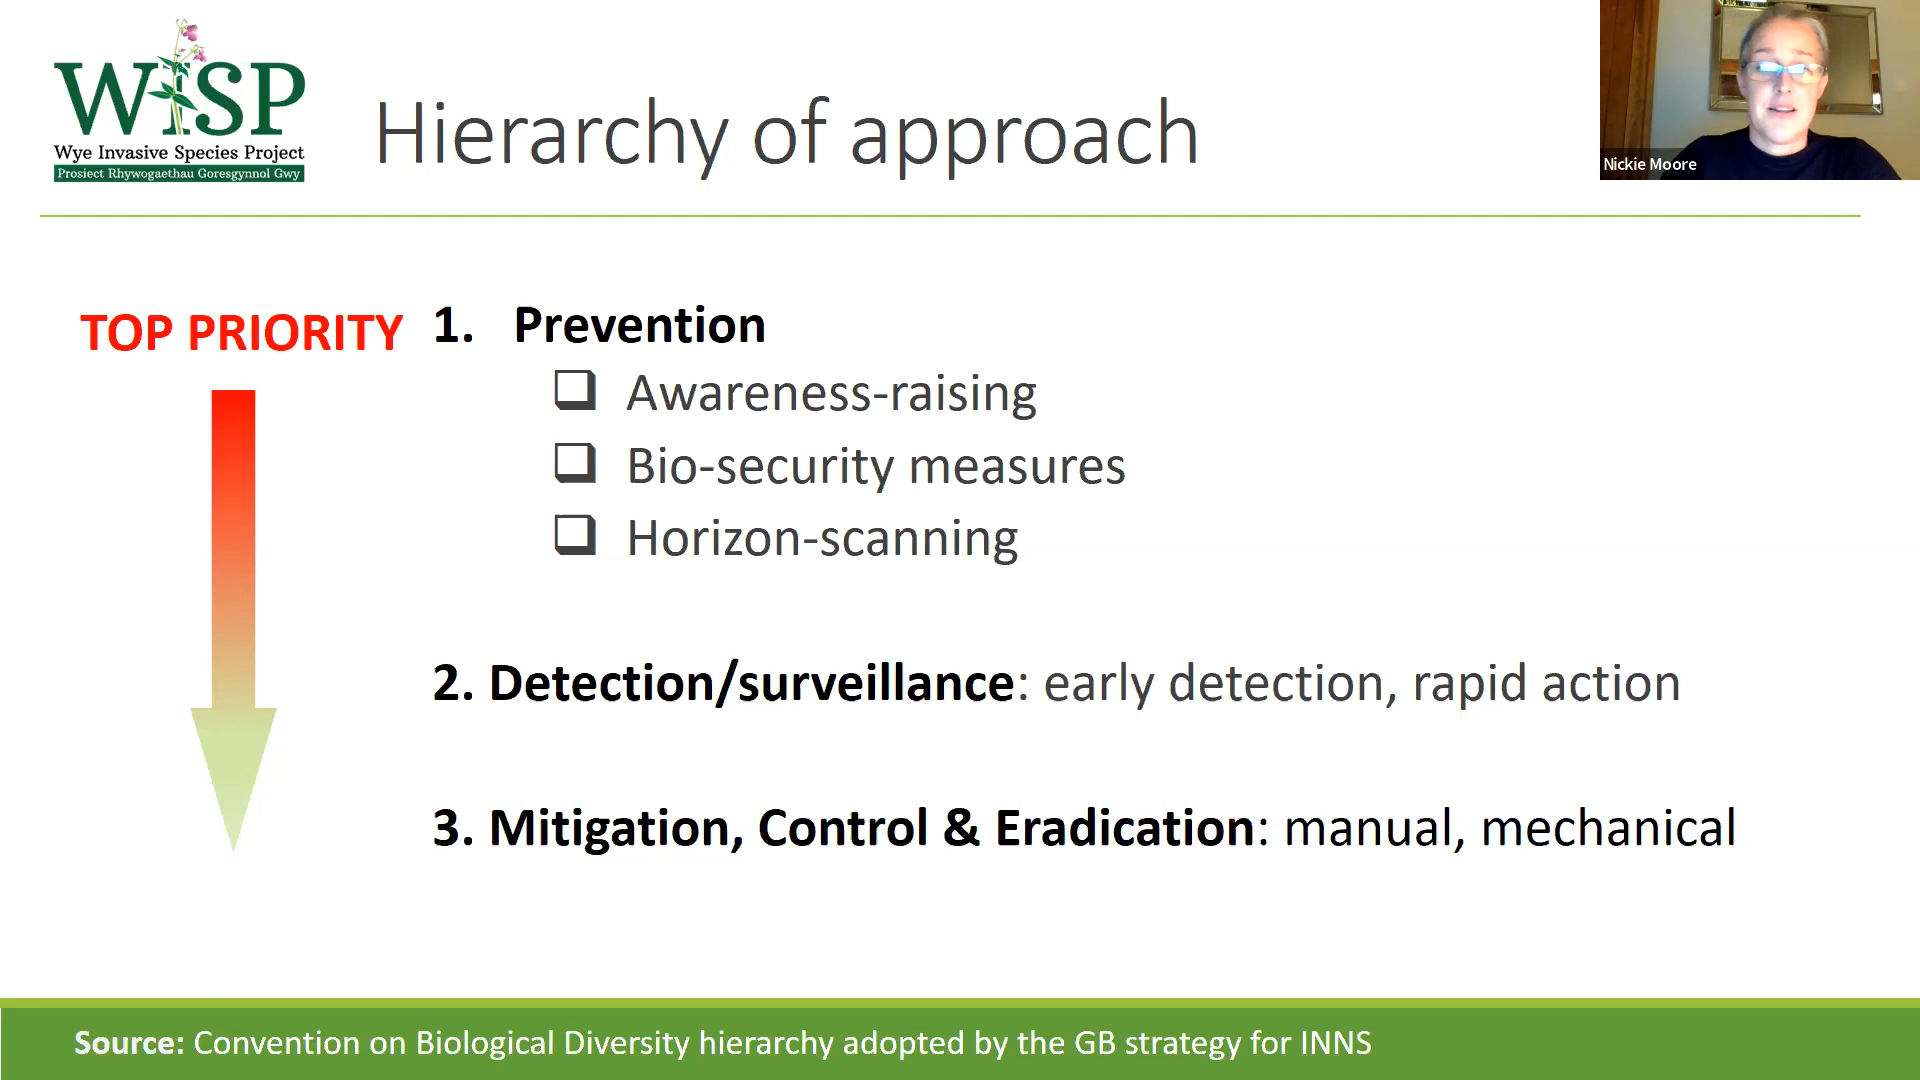 WISP
Wye Invasive Species Project
Prosiect Rhywogaethau Goresgynnol Gwy
Hierarchy of approach
Nickie Moore
TOP PRIORITY
1. Prevention
Awareness-raising
Bio-security measures
Horizon-scanning
2. Detection/surveillance: early detection, rapid action
3. Mitigation, Control & Eradication: manual, mechanical
Source: Convention on Biological Diversity hierarchy adopted by the GB strategy for INNS